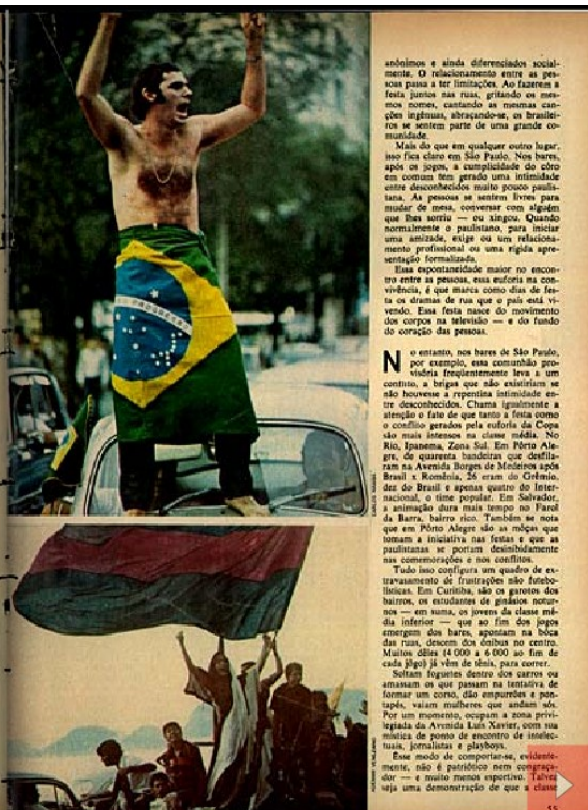 anônimos e ainda diferenciados social-
mente. O relacionamento entre as pes-
soas passa a ter limitações. Ao fazerem a
festa juntos nas ruas, gritando os mes-
mos nomes, cantando as mesmas can-
ções ingênuas, abraçando-se, os brasilei-
ros se sentem parte de uma grande co-
munidade.
Mais do que em qualquer outro lugar,
isso fica claro em São Paulo. Nos bares,
após os jogos, a cumplicidade do côro
em comum tem gerado uma intimidade
entre desconhecidos muito pouco paulis-
tana. As pessoas se sentem livres para
mudar de mesa, conversar com alguém
que lhes sorriu — ou xingou. Quando
normalmente o paulistano, para iniciar
uma amizade, exige ou um relaciona-
mento profissional ou uma rígida apre-
sentação formalizada.
Essa espontaneidade maior no encon-
tro entre as pessoas, essa euforia na con-
vivência, é que marca como dias de fes-
ta os dramas de rua que o país está vi-
vendo. Essa festa nasce do movimento
dos corpos na televisão — e do fundo
do coração das pessoas.
No entanto, nos bares de São Paulo,
por exemplo, essa comunhão pro-
visória freqüentemente leva a um
conflito, a brigas que não existiriam se
não houvesse a repentina intimidade en-
tre desconhecidos. Chama igualmente a
atenção o fato de que tanto a festa como
o conflito gerados pela euforia da Copa
são mais intensos na classe média. No
Rio, Ipanema, Zona Sul. Em Pôrto Ale-
gre, de quarenta bandeiras que desfila-
ram na Avenida Borges de Medeiros após
Brasil x Romênia, 26 eram do Grêmio,
dez do Brasil e apenas quatro do Inter-
nacional, o time popular. Em Salvador,
a animação dura mais tempo no Farol
da Barra, bairro rico. Também se nota
que em Pôrto Alegre são as môças que
tomam a iniciativa nas festas e que as
paulistanas se portam desinibidamente
nas comemorações e nos conflitos.
Tudo isso configura um quadro de ex-
travasamento de frustrações não futebo-
lísticas. Em Curitiba, são os garotos dos
bairros, os estudantes de ginásios notur-
nos — em suma, os jovens da classe mé-
dia inferior — que ao fim dos jogos
emergem dos bares, apontam na bôca
das ruas, descem dos ônibus no centro.
Muitos dêles (4 000 a 6 000 ao fim de
cada jôgo) já vêm de tênis, para correr.
Soltam foguetes dentro dos carros ou
amassam os que passam na tentativa de
formar um corso, dão empurrões e pon-
tapés, vaiam mulheres que andam sós.
Por um momento, ocupam a zona privi-
legiada da Avenida Luís Xavier, com sua
mística de ponto de encontro de intelec-
tuais, jornalistas e playboys.
Êsse modo de comportar-se, evidente-
mente, não é patriótico nem congraça-
dor — e muito menos esportivo. Talvez
seja uma demonstração de que a classe